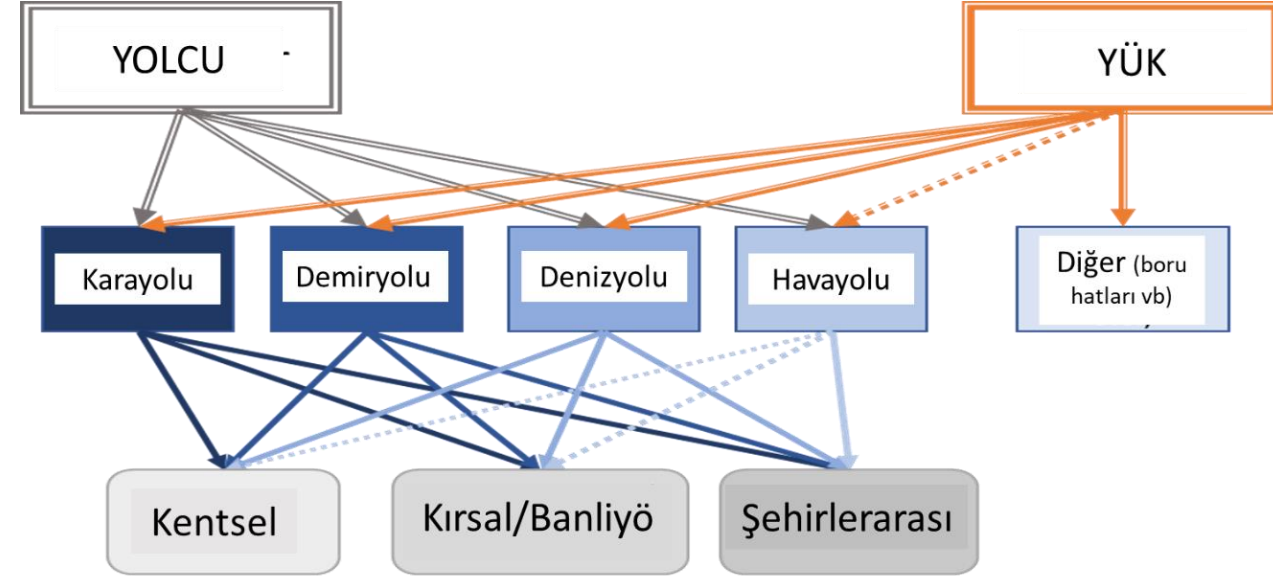 YOLCU
YÜK
Karayolu
Demiryolu
Denizyolu
Havayolu
Diğer (boru
hatları vb)
Kentsel
Kırsal/Banliyö
Şehirlerarası